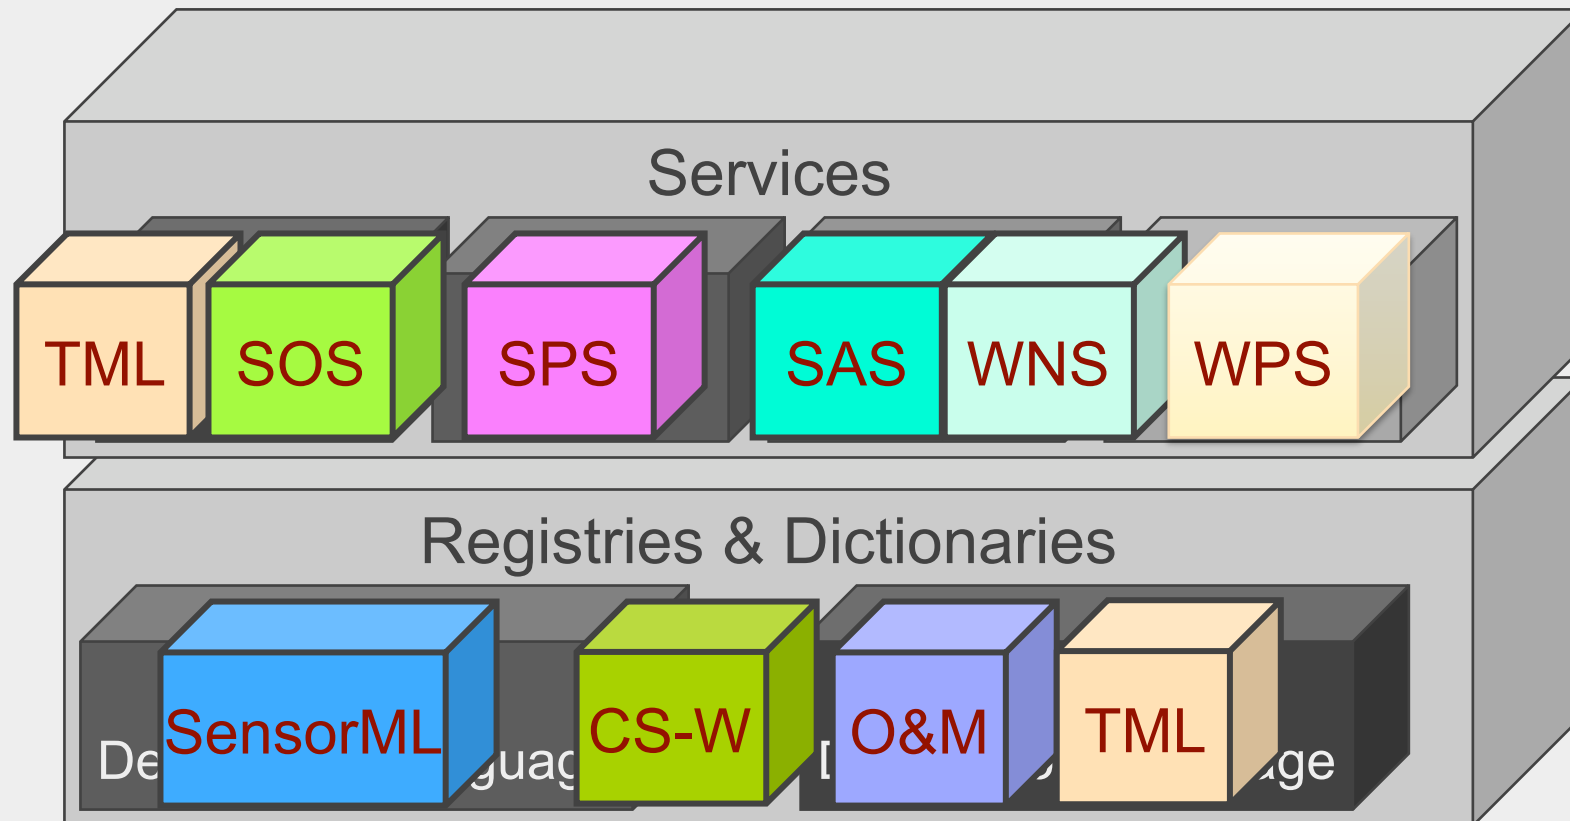 Services
TML SOS SPS SAS WNS WPS
Registries & Dictionaries
SensorML CS-W O&M TML